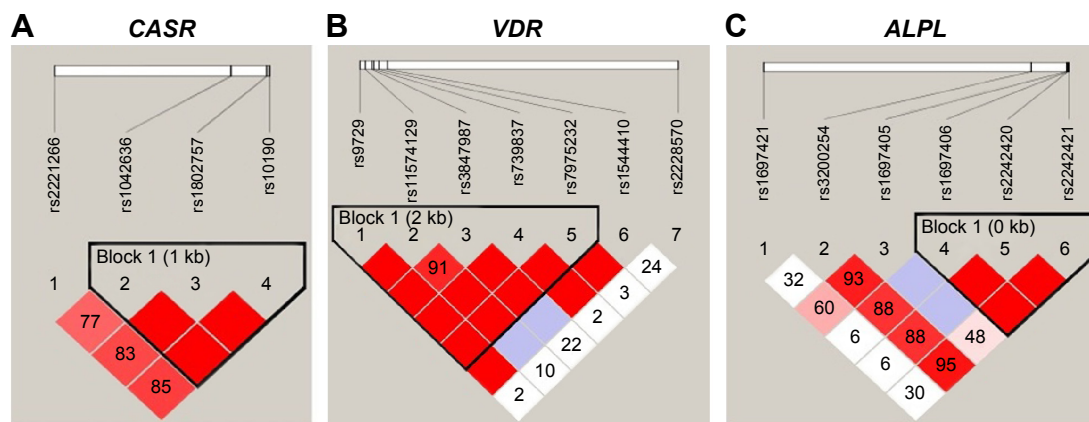 A CASR
rs2221266
rs1042636
rs1802757
rs10190
Block 1 (1 kb)
1 2 3 4
77
83
85
B VDR
rs9729
rs11574129
rs3847987
rs739837
rs7975232
rs1544410
rs2228570
Block 1 (2 kb)
1 2 3 4 5 6 7
91 24
3
2
22
10
2
C ALPL
rs1697421
rs3200254
rs1697405
rs1697406
rs2242420
rs2242421
Block 1 (0 kb)
1 2 3 4 5 6
32 93
60 88
6 88 48
6 95
30